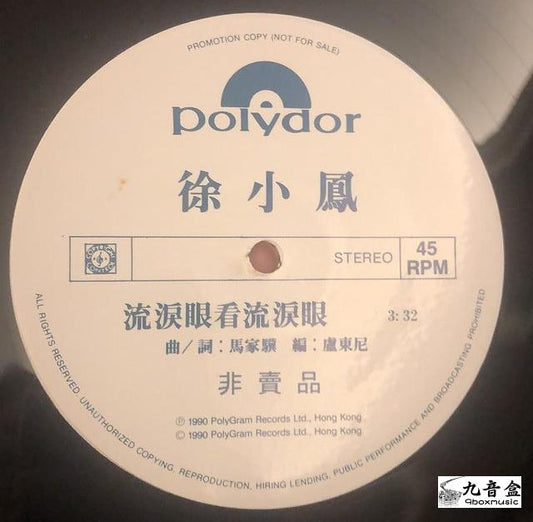 PROMOTION COPY (NOT FOR SALE)
polydor
徐小鳳
STEREO
45 RPM
流淚眼看流淚眼 3:32
曲／詞：馬家驥 編：盧東尼
非賣品
Ⓟ 1990 PolyGram Records Ltd., Hong Kong
© 1990 PolyGram Records Ltd., Hong Kong
ALL RIGHTS RESERVED. UNAUTHORIZED COPYING, REPRODUCTION, HIRING LENDING, PUBLIC PERFORMANCE AND BROADCASTING PROHIBITED
九音盒
9boxmusic